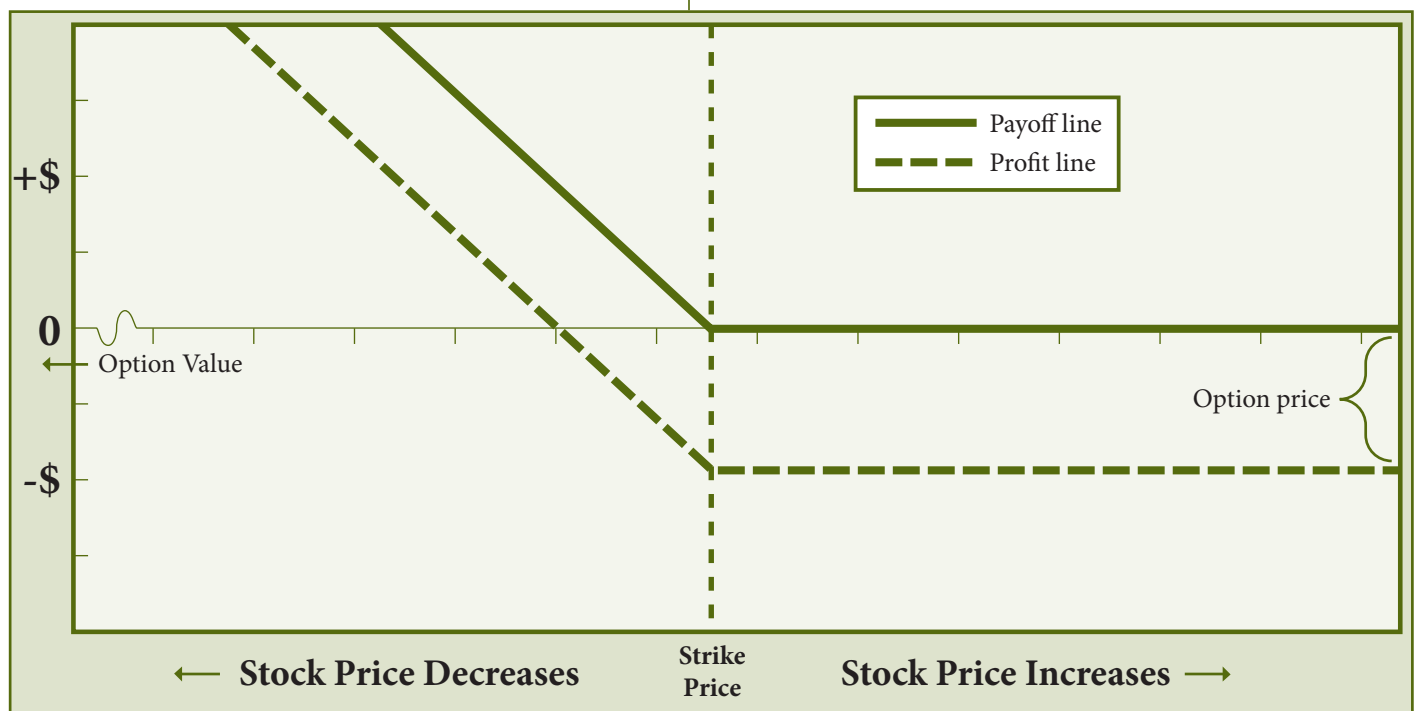 Payoff line
Profit line
+$
0
Option Value
Option price
-$
Stock Price Decreases
Strike
Price
Stock Price Increases